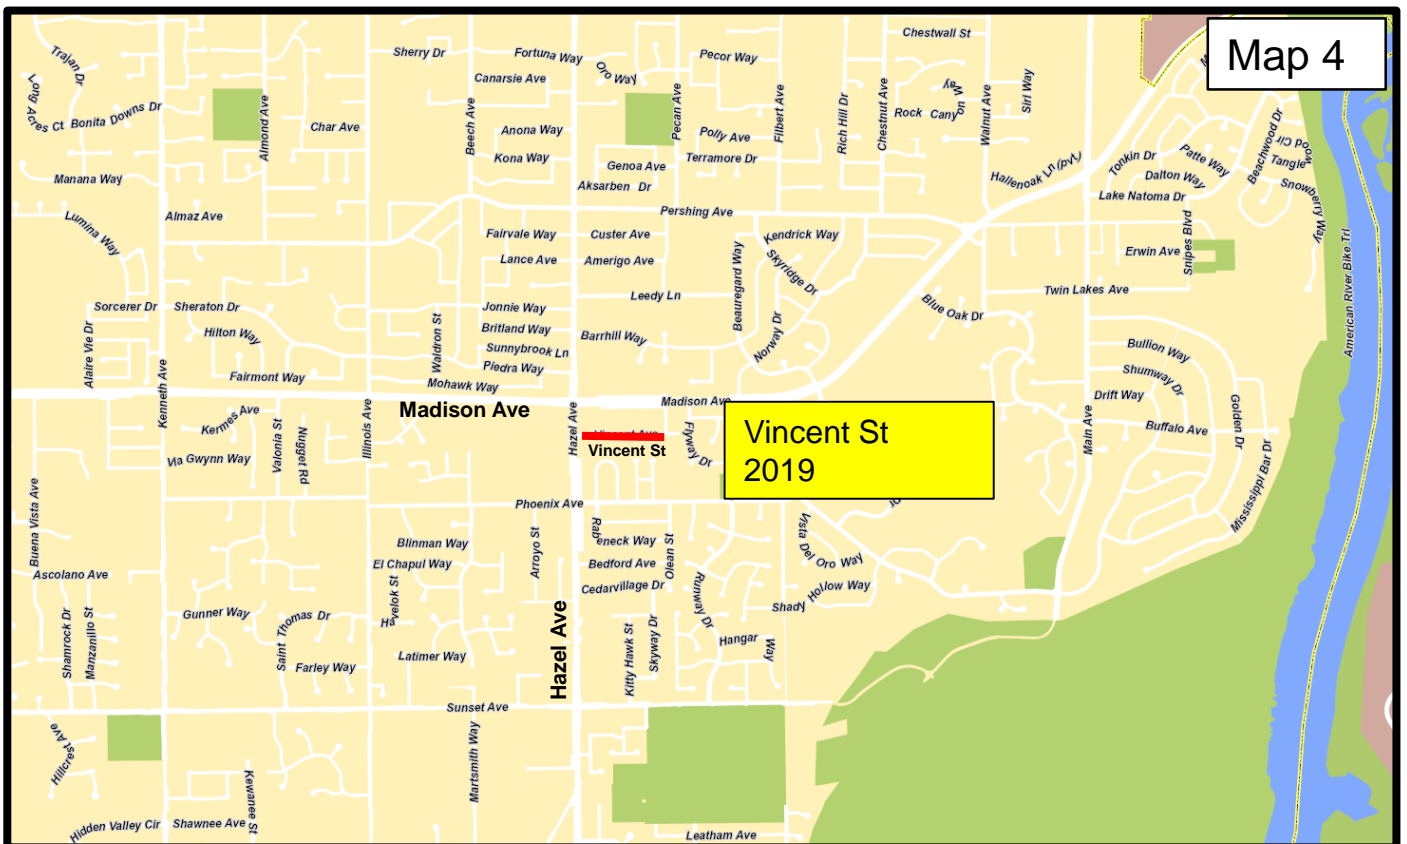 Map 4
Chestwall St
Trajan Dr
Sherry Dr
Fortuna Way
Pecor Way
Oro Way
Canarsie Ave
Long Acres Ct
Bonita Downs Dr
Almond Ave
Char Ave
Beech Ave
Anona Way
Pecan Ave
Polly Ave
Filbert Ave
Rich Hill Dr
Chestnut Ave
Rock Canyon Way
Walnut Ave
Siri Way
Kona Way
Genoa Ave
Terramore Dr
Aksarben Dr
Hallenoak Ln (pvt)
Tonkin Dr
Patte Way
Dalton Way
Lake Natoma Dr
Beachwood Dr
Tangle
wood Cir
Snowberry Way
Manana Way
Almaz Ave
Lumina Way
Pershing Ave
Fairvale Way
Custer Ave
Kendrick Way
Beauregard Way
Skyridge Dr
Lance Ave
Amerigo Ave
Erwin Ave
Snipes Blvd
American River Bike Trl
Leedy Ln
Twin Lakes Ave
Sorcerer Dr
Sheraton Dr
Jonnie Way
Blue Oak Dr
Hilton Way
Waldron St
Britland Way
Barrhill Way
Norway Dr
Sunnybrook Ln
Piedra Way
Alaire Vie Dr
Kenneth Ave
Fairmont Way
Mohawk Way
Bullion Way
Shumway Dr
Drift Way
Golden Dr
Madison Ave
Madison Ave
Kermes Ave
Valonia St
Nugget Rd
Illinois Ave
Hazel Ave
Vincent Ave
Vincent St
Flyway Dr
Vincent St
2019
Main Ave
Buffalo Ave
Mississippi Bar Dr
Via Gwynn Way
Buena Vista Ave
Phoenix Ave
Dr
Blinman Way
Arroyo St
Rabeneck Way
Olean St
Vista Del Oro Way
El Chapul Way
Bedford Ave
Ascolano Ave
Cedarvillage Dr
Runway Dr
Shady Hollow Way
Havelok St
Gunner Way
Saint Thomas Dr
Shamrock Dr
Manzanillo St
Hazel Ave
Kitty Hawk St
Skyway Dr
Hangar Way
Farley Way
Latimer Way
Sunset Ave
Hillcrest Ave
Martsmith Way
Kewanee St
Hidden Valley Cir
Shawnee Ave
Leatham Ave